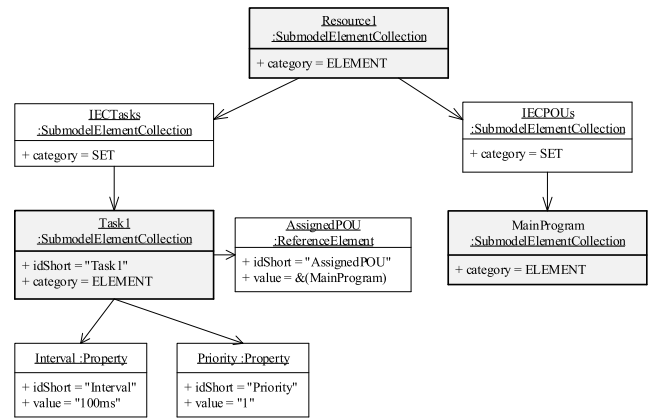 Resource1
:SubmodelElementCollection
+ category = ELEMENT
IECTasks
:SubmodelElementCollection
+ category = SET
IECPOUs
:SubmodelElementCollection
+ category = SET
Task1
:SubmodelElementCollection
+ idShort = "Task1"
+ category = ELEMENT
AssignedPOU
:ReferenceElement
+ idShort = "AssignedPOU"
+ value = &(MainProgram)
MainProgram
:SubmodelElementCollection
+ category = ELEMENT
Interval :Property
+ idShort = "Interval"
+ value = "100ms"
Priority :Property
+ idShort = "Priority"
+ value = "1"